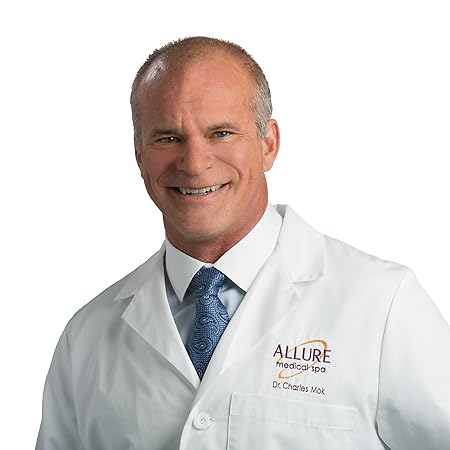 ALLURE
medical spa
Dr. Charles Mok